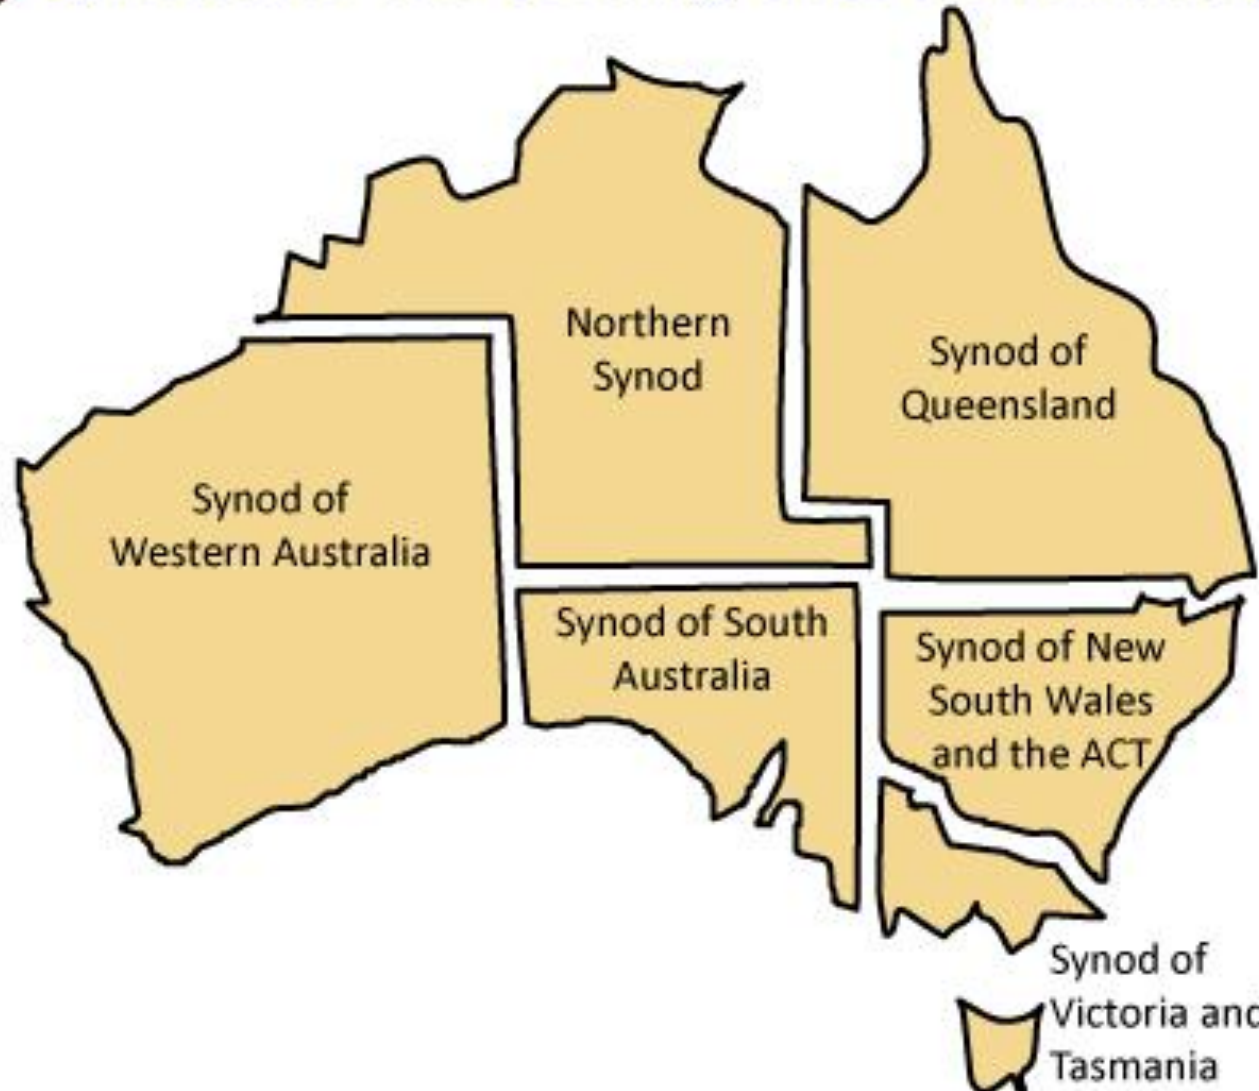 Northern
Synod
Synod of
Queensland
Synod of
Western Australia
Synod of South
Australia
Synod of New
South Wales
and the ACT
Synod of
Victoria and
Tasmania